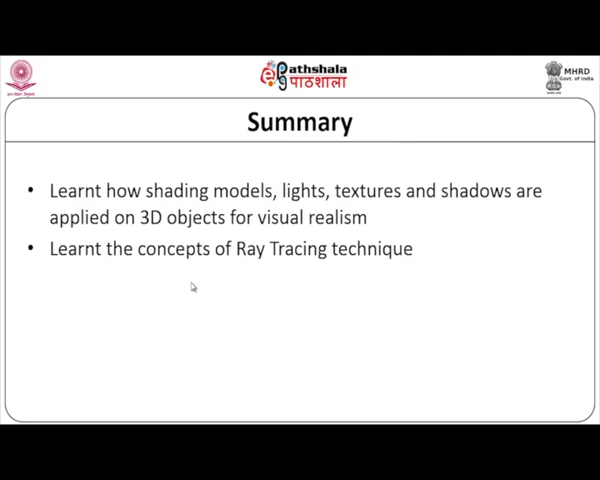 Pathshala
पाठशाला
MHRD
Govt. of India
Summary
• Learnt how shading models, lights, textures and shadows are
applied on 3D objects for visual realism
• Learnt the concepts of Ray Tracing technique